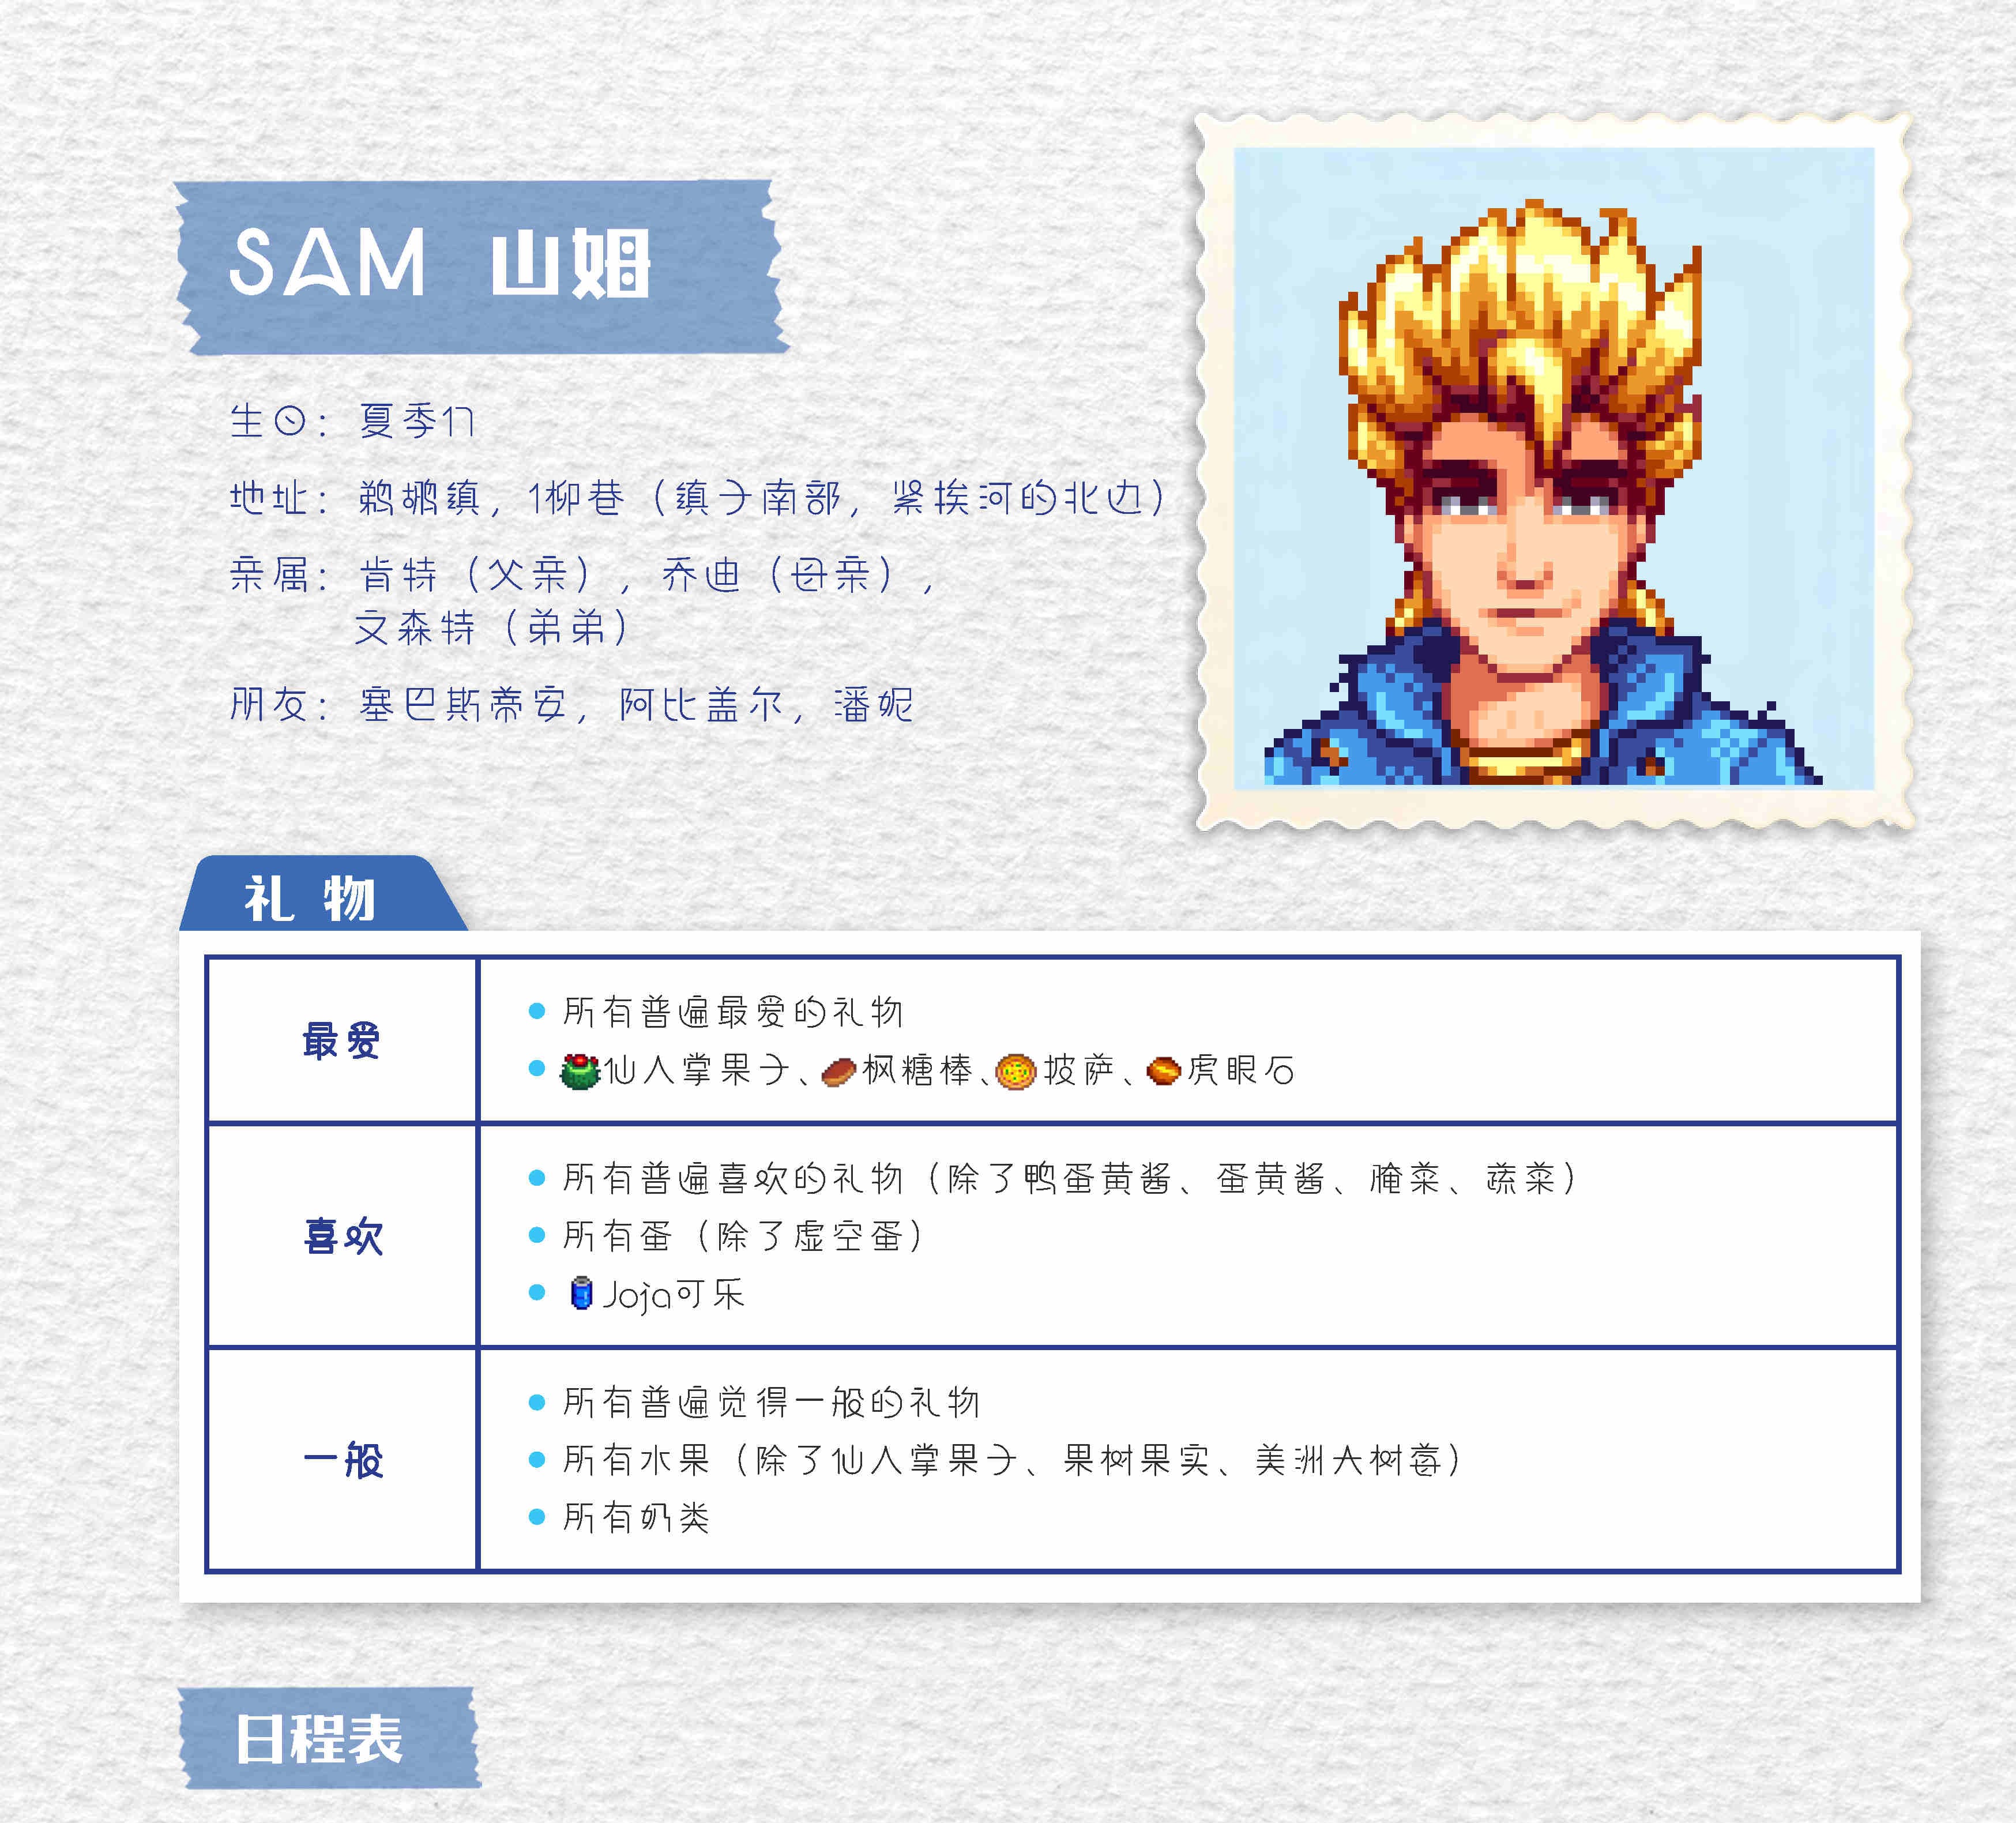 SAM 山姆
生日: 夏季17
地址: 鹈鹕镇, 1柳巷 (镇子南部, 紧挨河的北边)
亲属: 肯特 (父亲) , 乔迪 (母亲) ,
文森特 (弟弟)
朋友: 塞巴斯蒂安, 阿比盖尔, 潘妮
礼物
最爱
所有普遍最爱的礼物
仙人掌果子、枫糖棒、披萨、虎眼石
喜欢
所有普遍喜欢的礼物 (除了鸭蛋黄酱、蛋黄酱、腌菜、蔬菜)
所有蛋 (除了虚空蛋)
Joja可乐
一般
所有普遍觉得一般的礼物
所有水果 (除了仙人掌果子、果树果实、美洲大树莓)
所有奶类
日程表